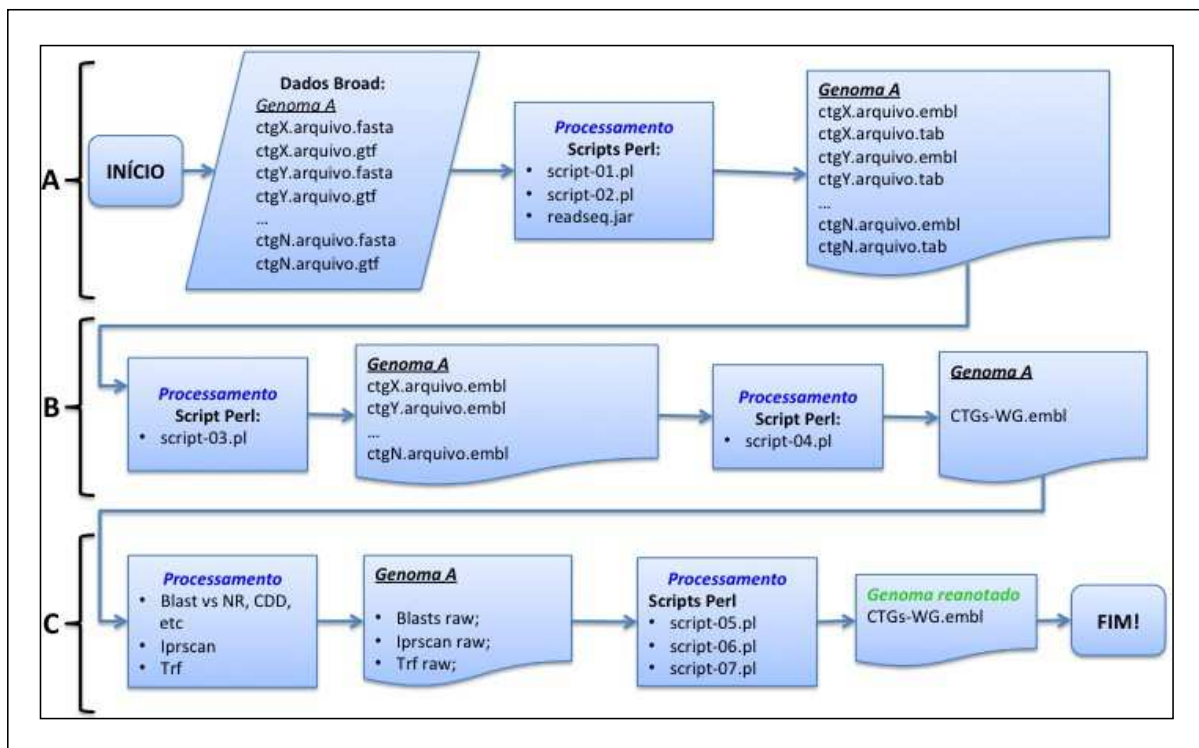 A
INÍCIO
Dados Broad:
Genoma A
ctgX.arquivo.fasta
ctgX.arquivo.gtf
ctgY.arquivo.fasta
ctgY.arquivo.gtf
...
ctgN.arquivo.fasta
ctgN.arquivo.gtf
Processamento
Scripts Perl:
• script-01.pl
• script-02.pl
• readseq.jar
Genoma A
ctgX.arquivo.embl
ctgX.arquivo.tab
ctgY.arquivo.embl
ctgY.arquivo.tab
...
ctgN.arquivo.embl
ctgN.arquivo.tab
B
Processamento
Script Perl:
• script-03.pl
Genoma A
ctgX.arquivo.embl
ctgY.arquivo.embl
...
ctgN.arquivo.embl
Processamento
Script Perl:
• script-04.pl
Genoma A
CTGs-WG.embl
C
Processamento
• Blast vs NR, CDD,
etc
• Iprscan
• Trf
Genoma A
• Blasts raw;
• Iprscan raw;
• Trf raw;
Processamento
Scripts Perl
• script-05.pl
• script-06.pl
• script-07.pl
Genoma reanotado
CTGs-WG.embl
FIM!